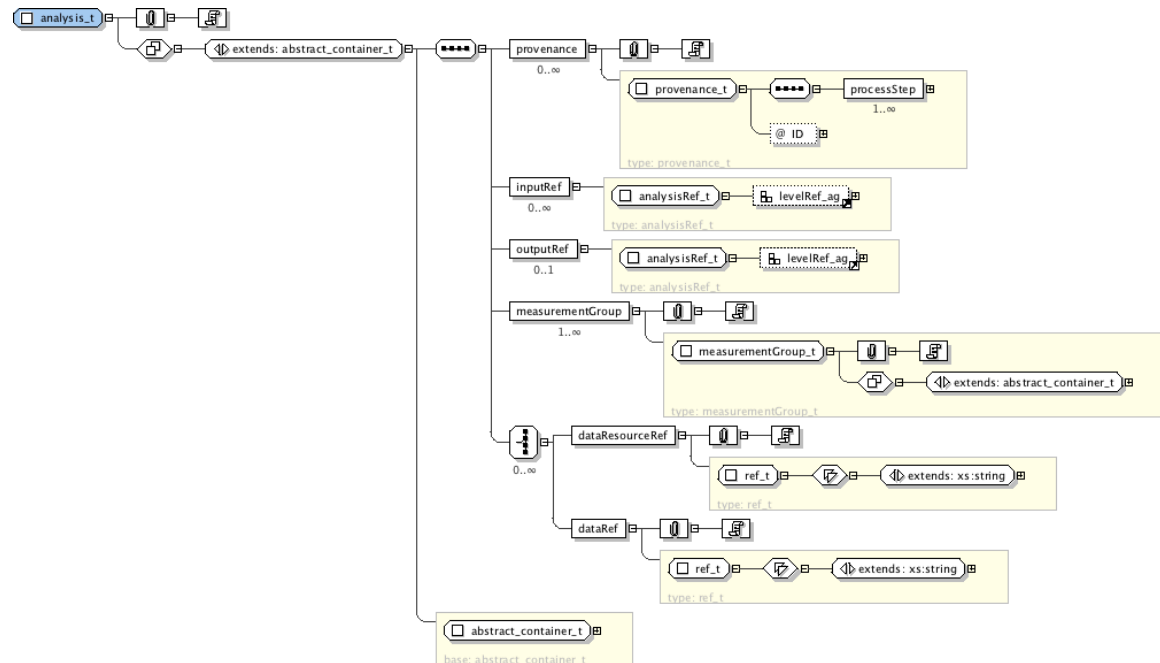 analysis_t
extends: abstract_container_t
provenance
0..∞
provenance_t
processStep
1..∞
@ ID
type: provenance_t
inputRef
0..∞
analysisRef_t
levelRef_ag
type: analysisRef_t
outputRef
0..1
analysisRef_t
levelRef_ag
type: analysisRef_t
measurementGroup
1..∞
measurementGroup_t
extends: abstract_container_t
type: measurementGroup_t
0..∞
dataResourceRef
ref_t
extends: xs:string
type: ref_t
dataRef
ref_t
extends: xs:string
type: ref_t
abstract_container_t
base: abstract_container_t